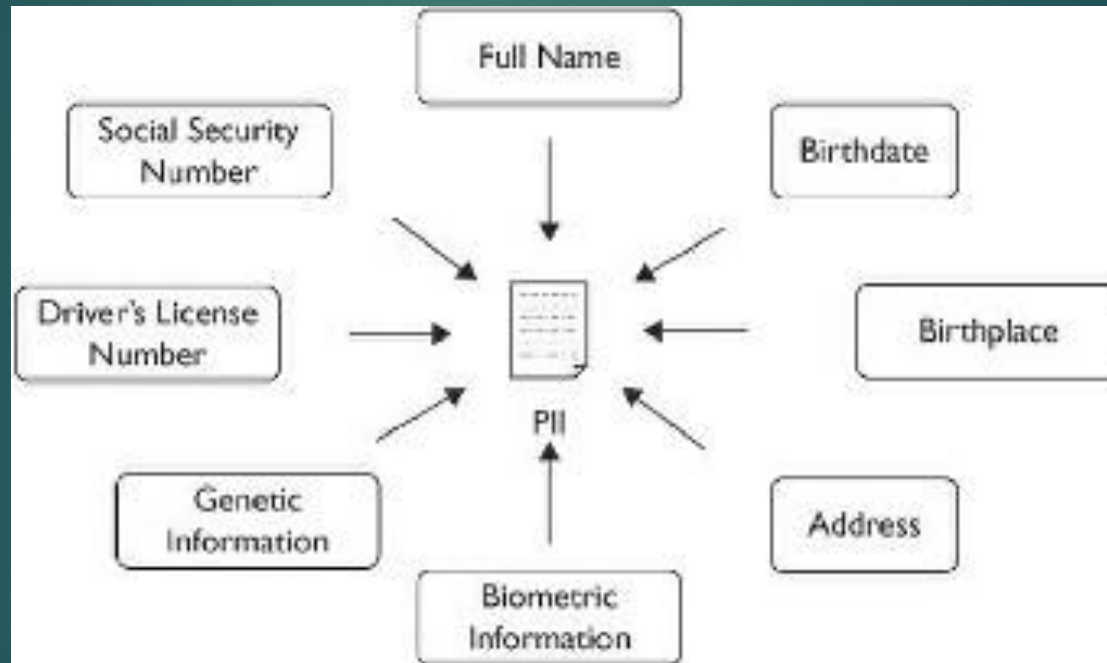 Full Name
Social Security
Number
Birthdate
Driver's License
Number
Birthplace
PII
Genetic
Information
Address
Biometric
Information